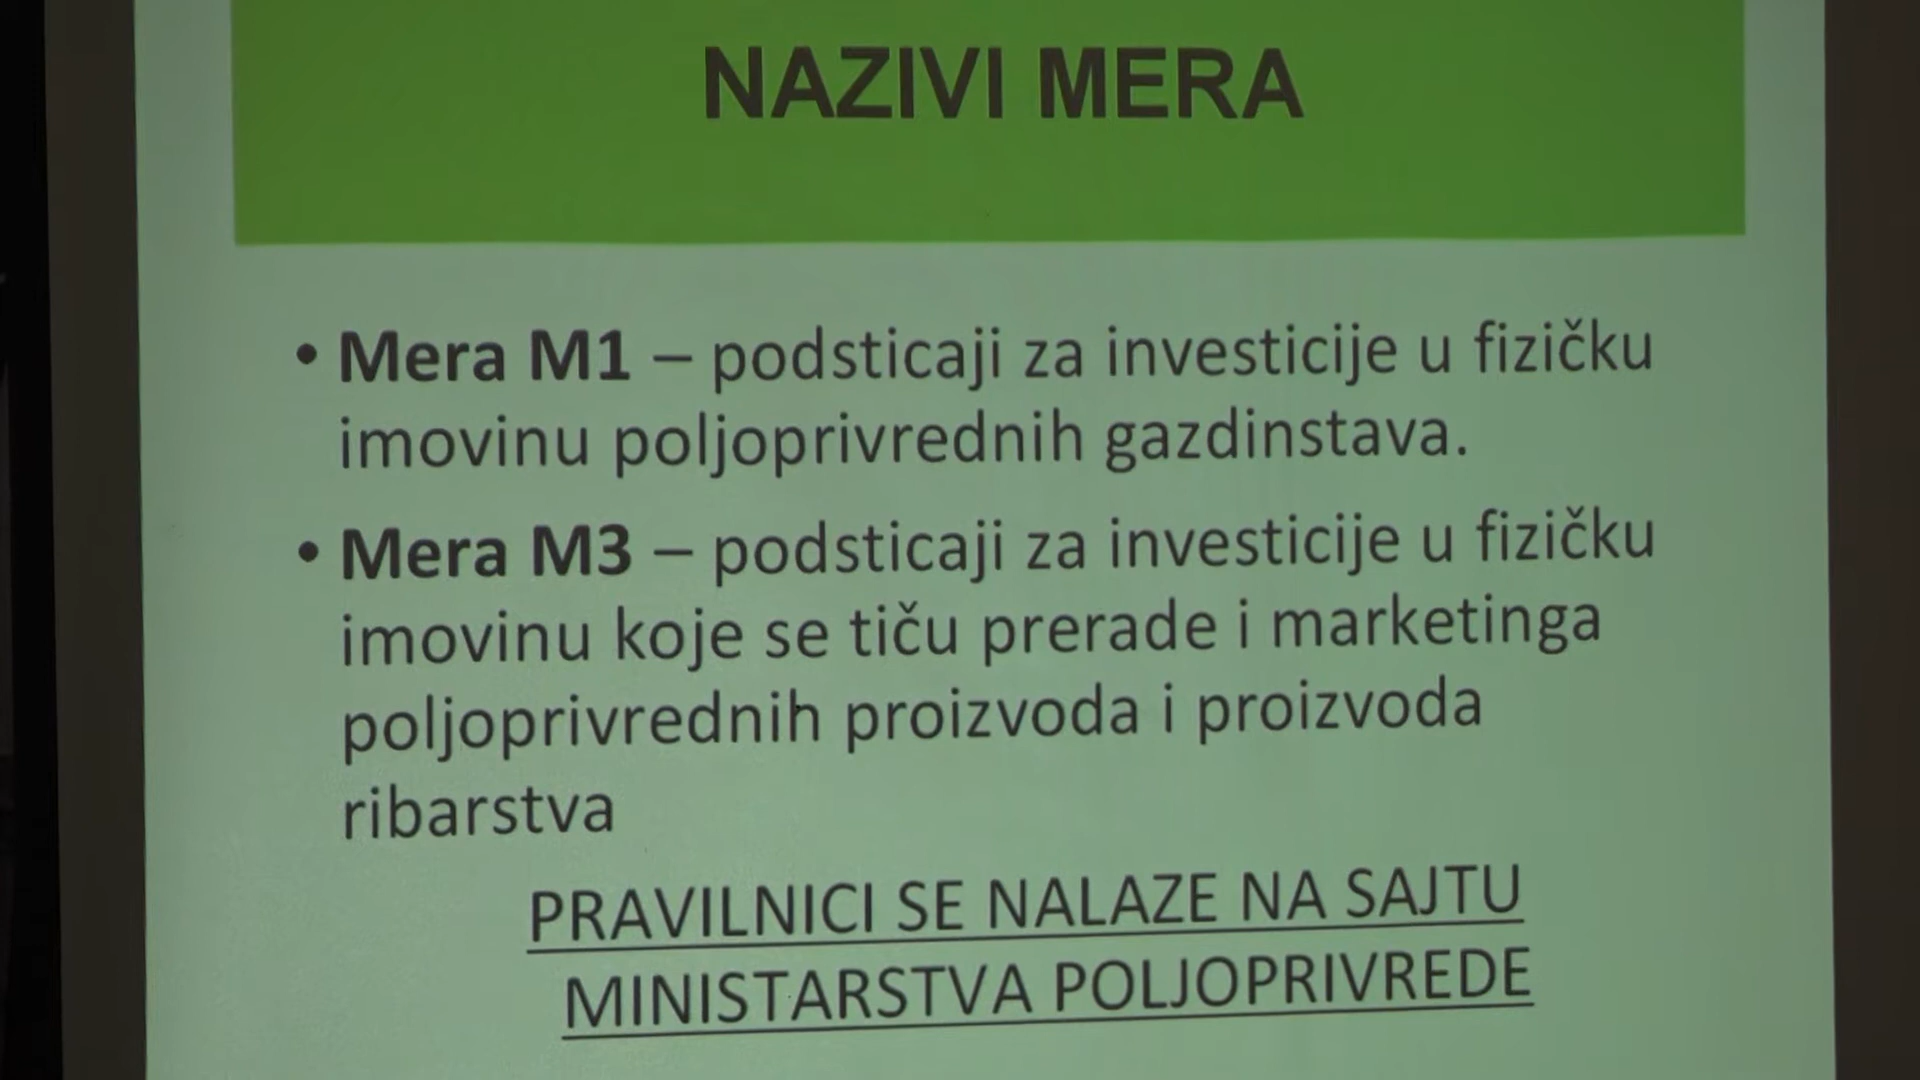 NAZIVI MERA
• Mera M1 – podsticaji za investicije u fizičku
imovinu poljoprivrednih gazdinstava.
• Mera M3 – podsticaji za investicije u fizičku
imovinu koje se tiču prerade i marketinga
poljoprivrednih proizvoda i proizvoda
ribarstva
PRAVILNICI SE NALAZE NA SAJTU
MINISTARSTVA POLJOPRIVREDE